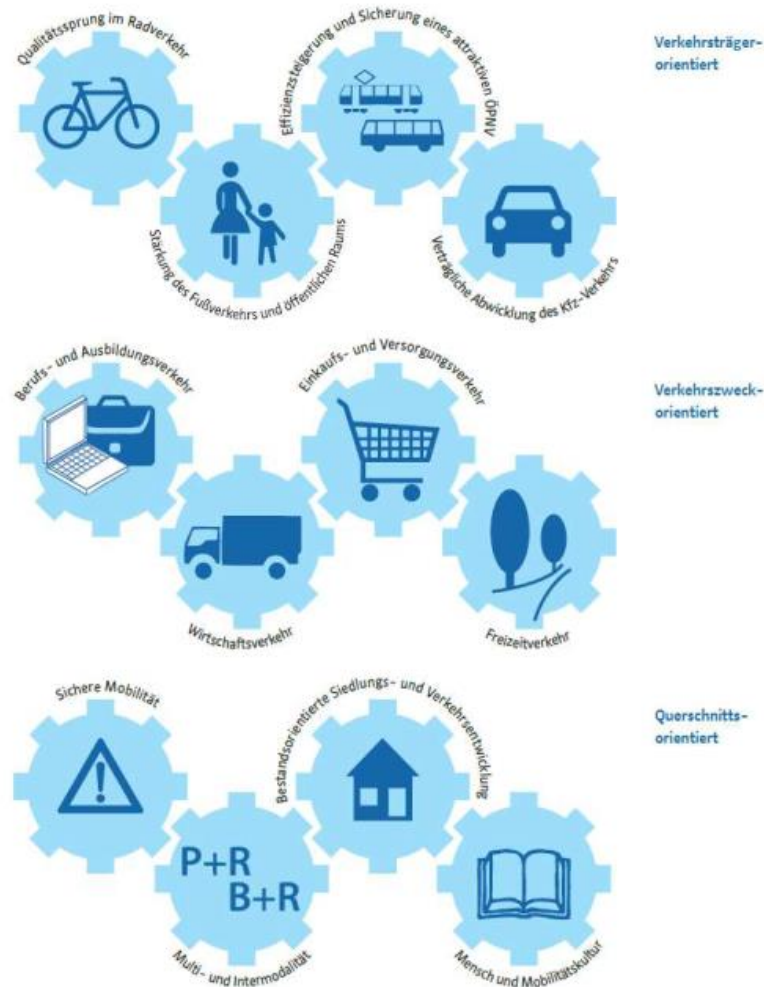 Qualitätssprung im Radverkehr
Stärkung des Fußverkehrs und öffentlichen Raums
Effizienzsteigerung und Sicherung eines attraktiven ÖPNV
Verträgliche Abwicklung des Kfz-Verkehrs
Verkehrsträger-
orientiert
Berufs- und Ausbildungsverkehr
Wirtschaftsverkehr
Einkaufs- und Versorgungsverkehr
Freizeitverkehr
Verkehrszweck-
orientiert
Sichere Mobilität
P+R
B+R
Multi- und Intermodalität
Bestandsorientierte Siedlungs- und Verkehrsentwicklung
Mensch und Mobilitätskultur
Querschnitts-
orientiert